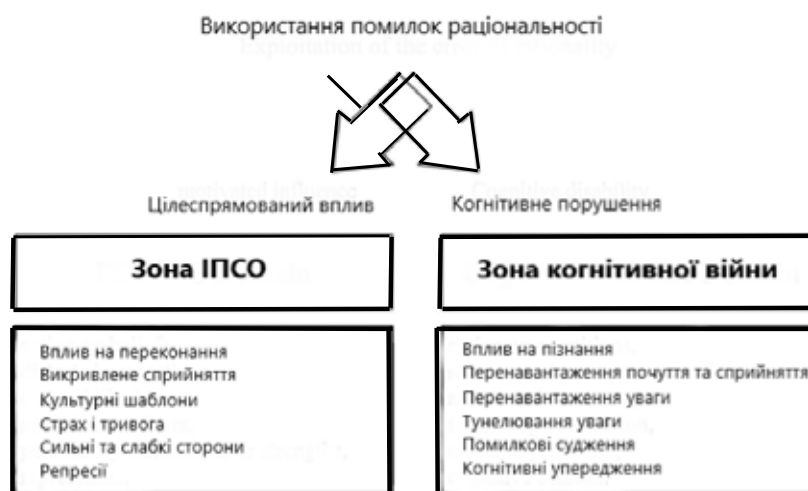 Використання помилок раціональності
Цілеспрямований вплив
Когнітивне порушення
Зона ІПСО
Зона когнітивної війни
Вплив на переконання
Викривлене сприйняття
Культурні шаблони
Страх і тривога
Сильні та слабкі сторони
Репресії
Вплив на пізнання
Перенавантаження почуття та сприйняття
Перенавантаження уваги
Тунелювання уваги
Помилкові судження
Когнітивні упередження